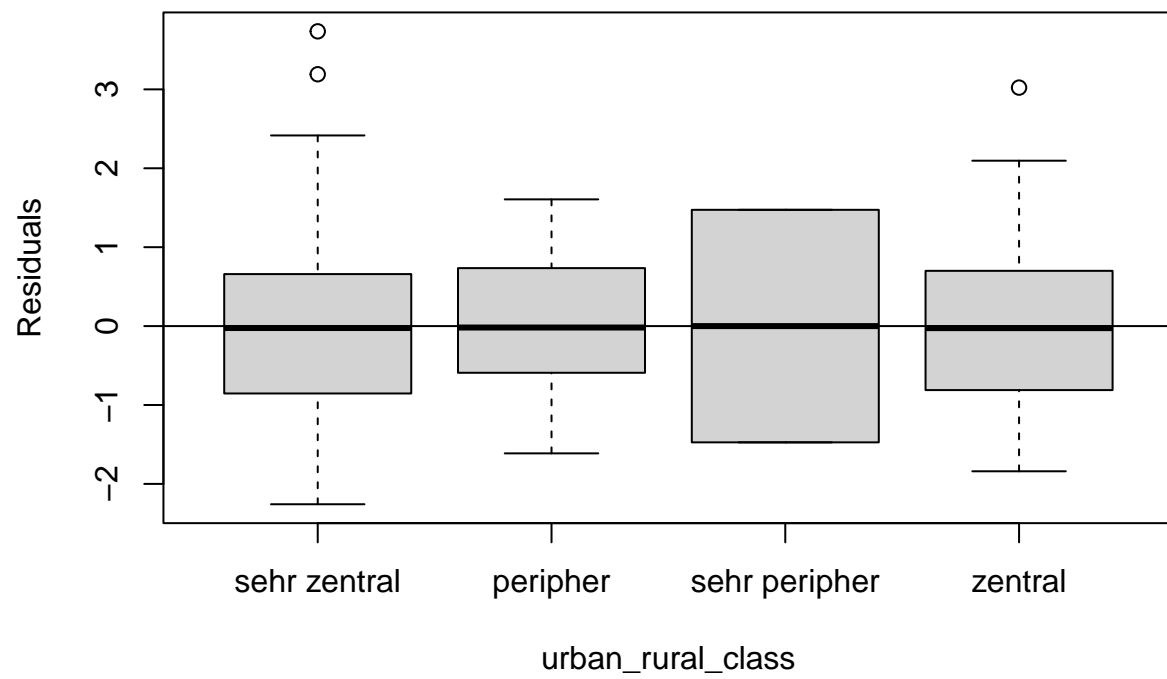 Residuals
3
2
1
0
−1
−2
sehr zentral
peripher
sehr peripher
zentral
urban_rural_class